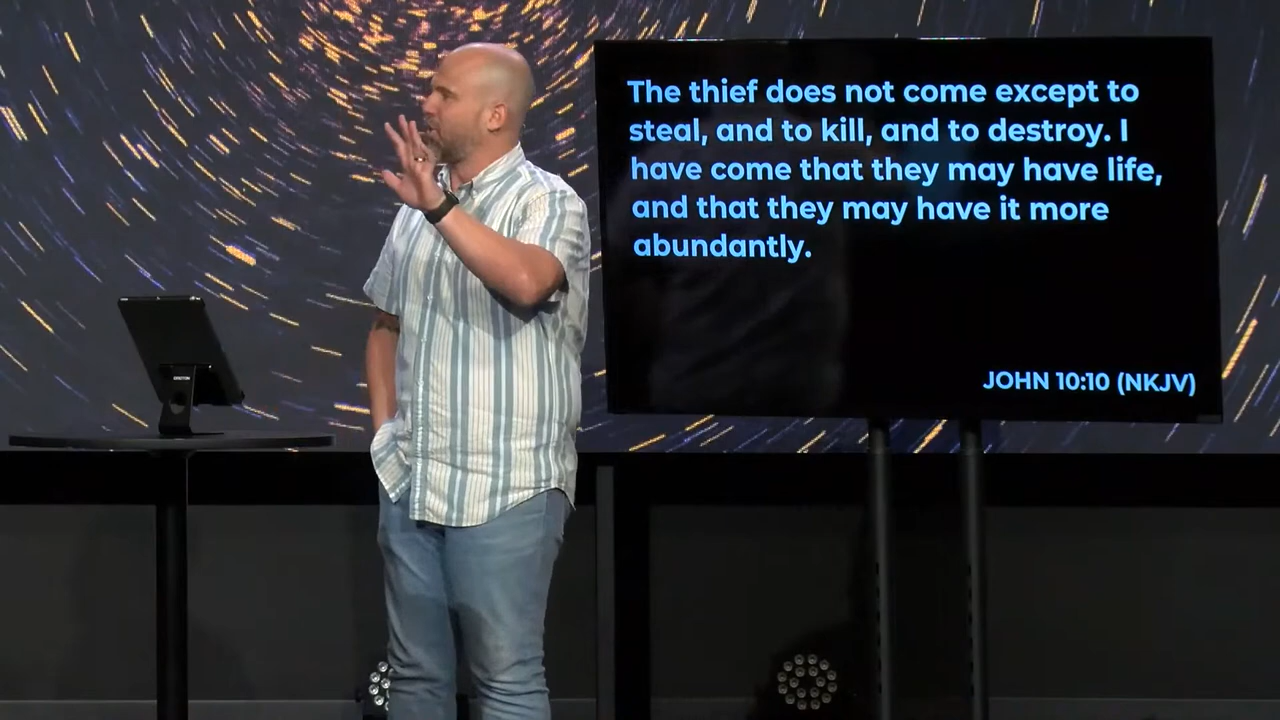 The thief does not come except to
steal, and to kill, and to destroy. I
have come that they may have life,
and that they may have it more
abundantly.
JOHN 10:10 (NKJV)